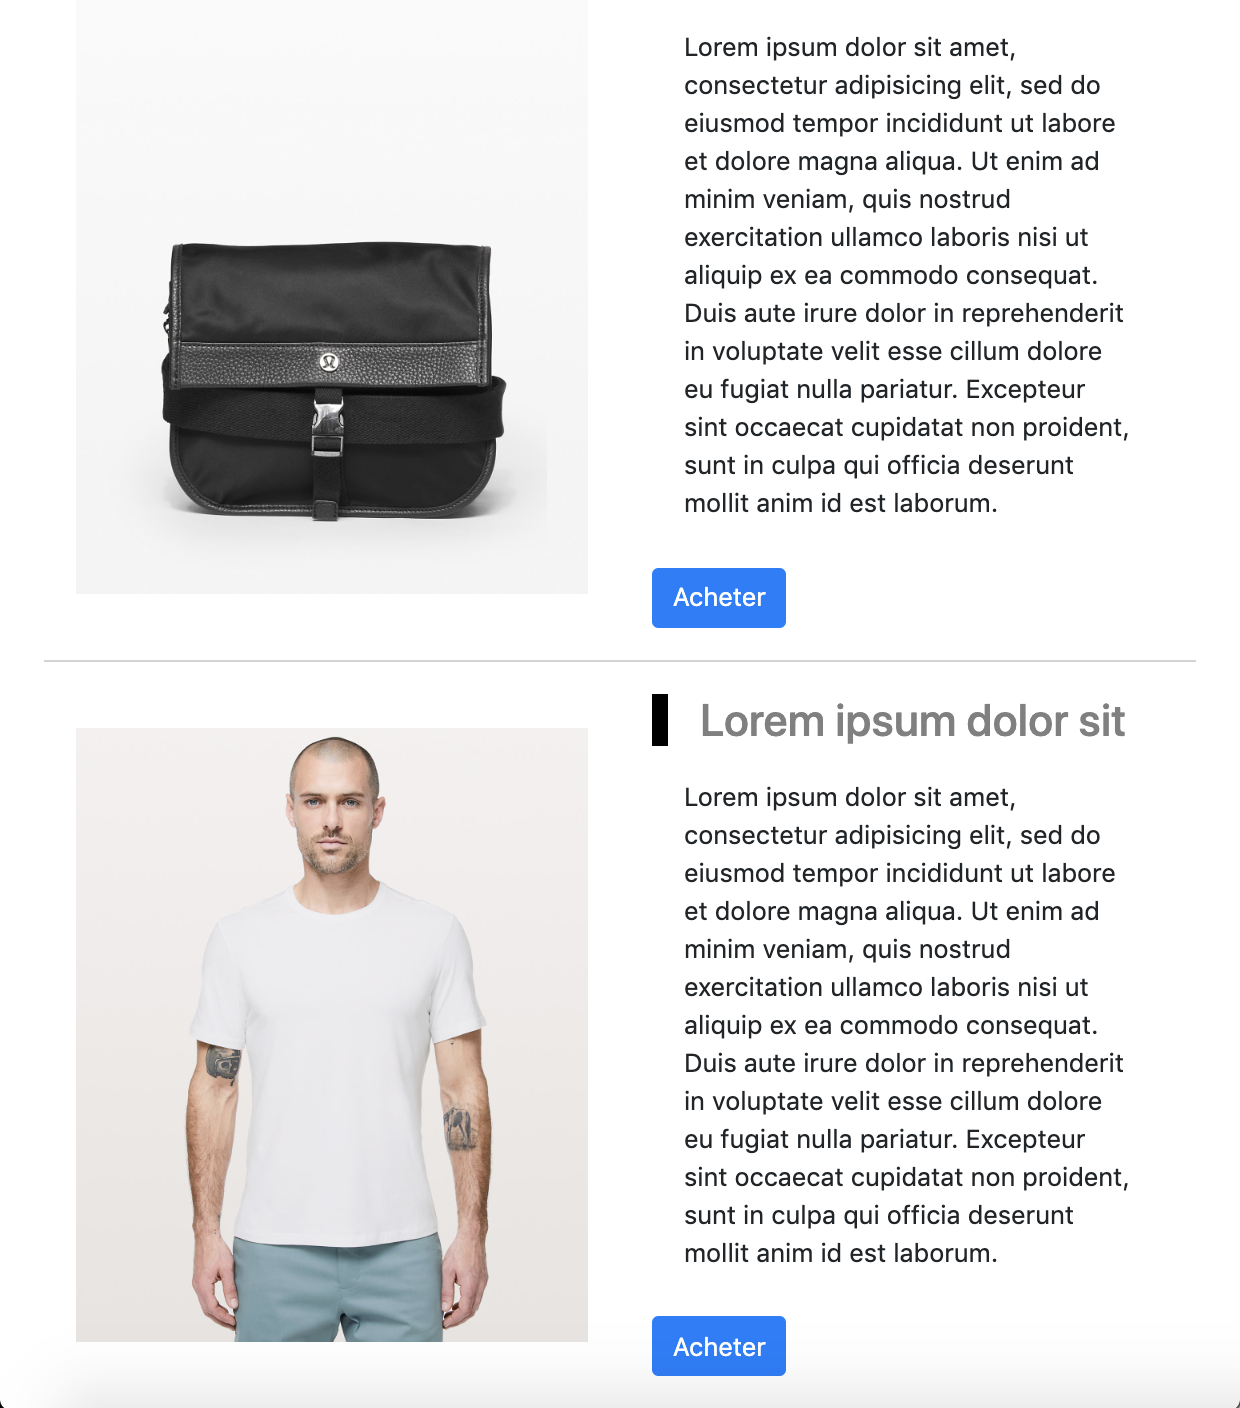 Lorem ipsum dolor sit amet,
consectetur adipisicing elit, sed do
eiusmod tempor incididunt ut labore
et dolore magna aliqua. Ut enim ad
minim veniam, quis nostrud
exercitation ullamco laboris nisi ut
aliquip ex ea commodo consequat.
Duis aute irure dolor in reprehenderit
in voluptate velit esse cillum dolore
eu fugiat nulla pariatur. Excepteur
sint occaecat cupidatat non proident,
sunt in culpa qui officia deserunt
mollit anim id est laborum.
Acheter
Lorem ipsum dolor sit
Lorem ipsum dolor sit amet,
consectetur adipisicing elit, sed do
eiusmod tempor incididunt ut labore
et dolore magna aliqua. Ut enim ad
minim veniam, quis nostrud
exercitation ullamco laboris nisi ut
aliquip ex ea commodo consequat.
Duis aute irure dolor in reprehenderit
in voluptate velit esse cillum dolore
eu fugiat nulla pariatur. Excepteur
sint occaecat cupidatat non proident,
sunt in culpa qui officia deserunt
mollit anim id est laborum.
Acheter